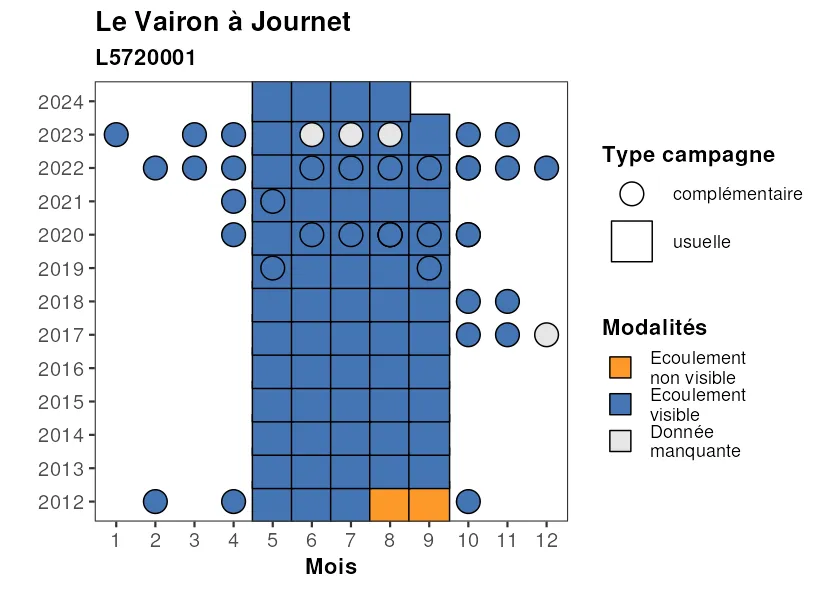 Le Vairon à Journet
L5720001
2024
2023
2022
2021
2020
2019
2018
2017
2016
2015
2014
2013
2012
1 2 3 4 5 6 7 8 9 10 11 12
Mois
Type campagne
complémentaire
usuelle
Modalités
Ecoulement
non visible
Ecoulement
visible
Donnée
manquante